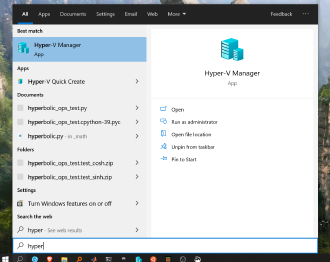 All Apps Documents Settings Email Web More Feedback ...
Best match
Hyper-V Manager
App
Apps
Hyper-V Quick Create
Documents
hyperbolic_ops_test.py
hyperbolic_ops_test.cpython-39.pyc
hyperbolic.py - in _math
Folders
hyperbolic_ops_test.test_cosh.zip
hyperbolic_ops_test.test_sinh.zip
Settings
Turn Windows features on or off
Search the web
hyper - See web results
Hyper-V Manager
App
Open
Run as administrator
Open file location
Unpin from taskbar
Pin to Start
hyper